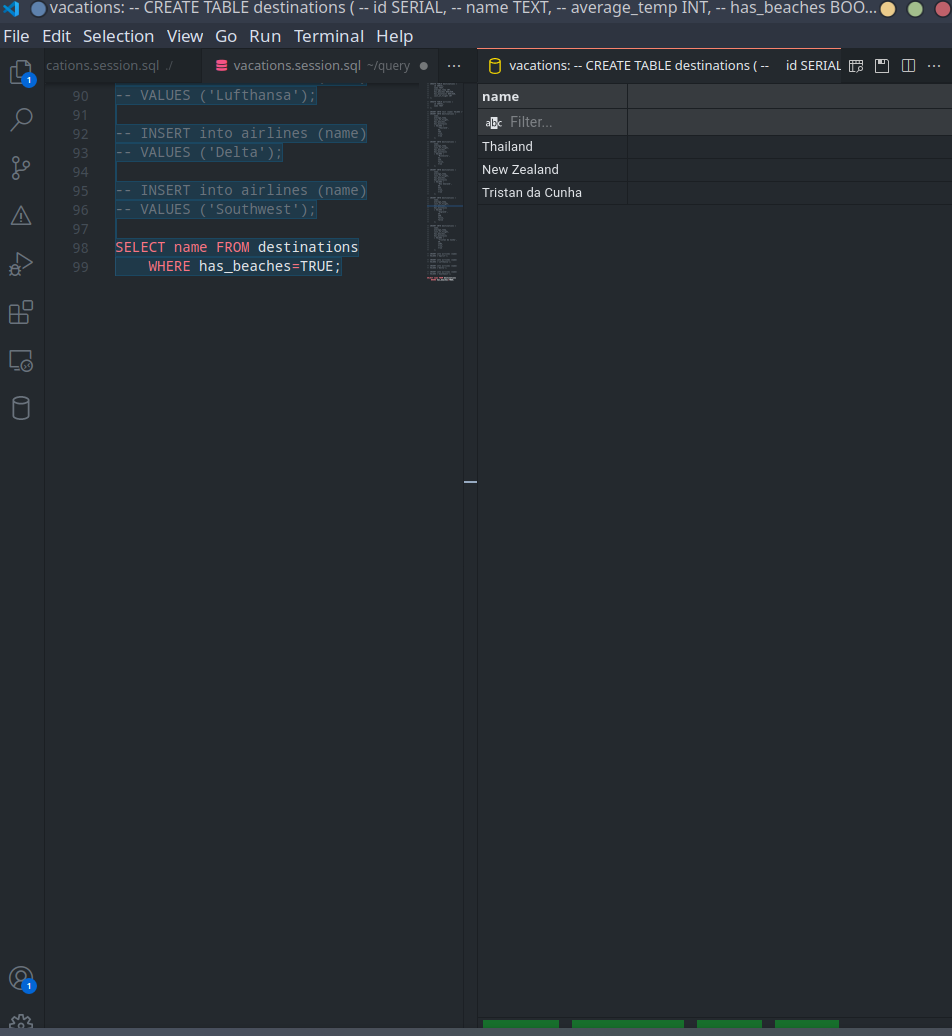 vacations: -- CREATE TABLE destinations ( -- id SERIAL, -- name TEXT, -- average_temp INT, -- has_beaches BOO...
File Edit Selection View Go Run Terminal Help
cations.session.sql ./
vacations.session.sql ~/query
vacations: -- CREATE TABLE destinations ( -- id SERIAL
90 -- VALUES ('Lufthansa');
91
92 -- INSERT into airlines (name)
93 -- VALUES ('Delta');
94
95 -- INSERT into airlines (name)
96 -- VALUES ('Southwest');
97
98 SELECT name FROM destinations
99 WHERE has_beaches=TRUE;
name
abc Filter...
Thailand
New Zealand
Tristan da Cunha
1
1